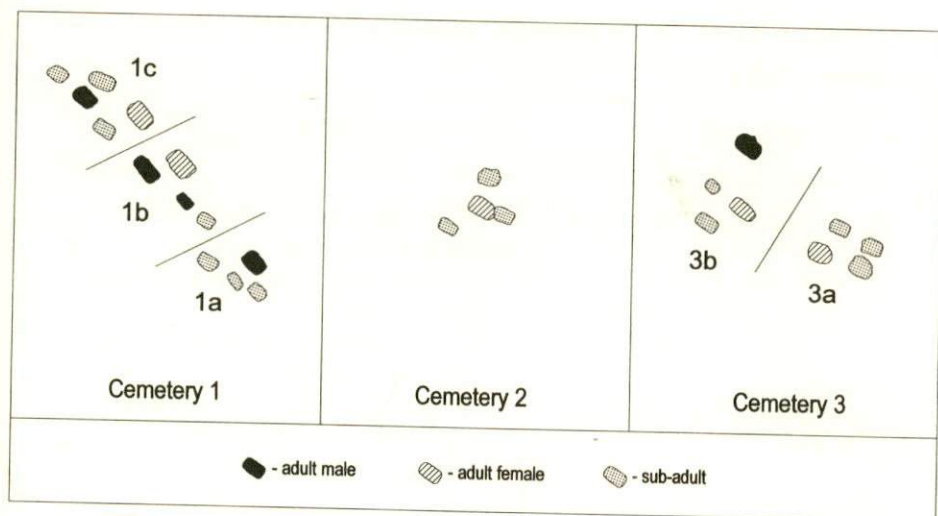 1c
1b
1a
3b
3a
Cemetery 1
Cemetery 2
Cemetery 3
- adult male
- adult female
- sub-adult